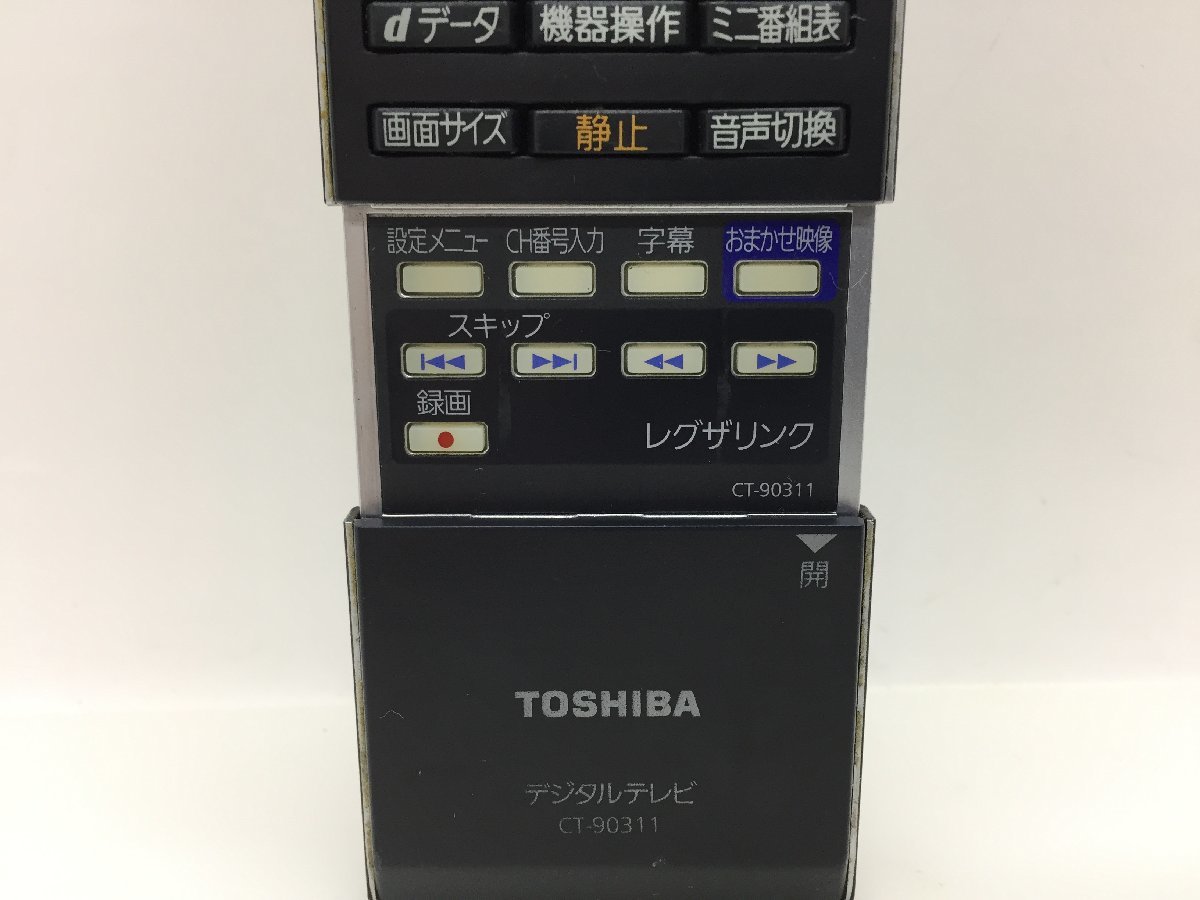 dデータ 機器操作 ミニ番組表
画面サイズ 静止 音声切換
設定メニュー CH番号入力 字幕 おまかせ映像
スキップ
録画
レグザリンク
CT-90311
開
TOSHIBA
デジタルテレビ
CT-90311